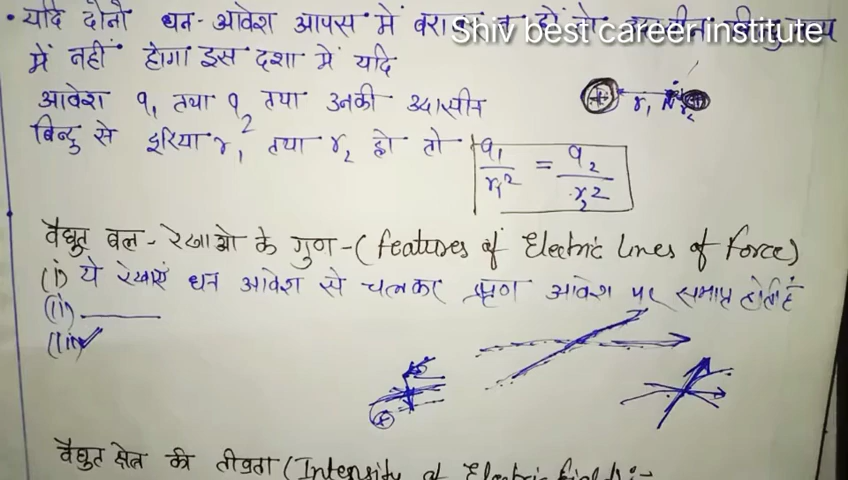 • यदि दोनो धन - आवेश आपस में बरा
Shiv best career institute
में नहीं होगा इस दशा में यदि
आवेश q₁ तथा q₂ तथा उनकी उदासीन
बिन्दु से दूरिया r₁ तथा r₂ हो तो q₁/r₁² = q₂/r₂²
r₁ N r₂
वैद्युत बल - रेखाओ के गुण - (features of Electric lines of force)
(i) ये रेखाएं धन आवेश से चलकर ऋण आवेश पर समाप्त होती हैं
(ii)
(iii)
वैद्युत क्षेत्र की तीव्रता (Intensity of Electric field) :-